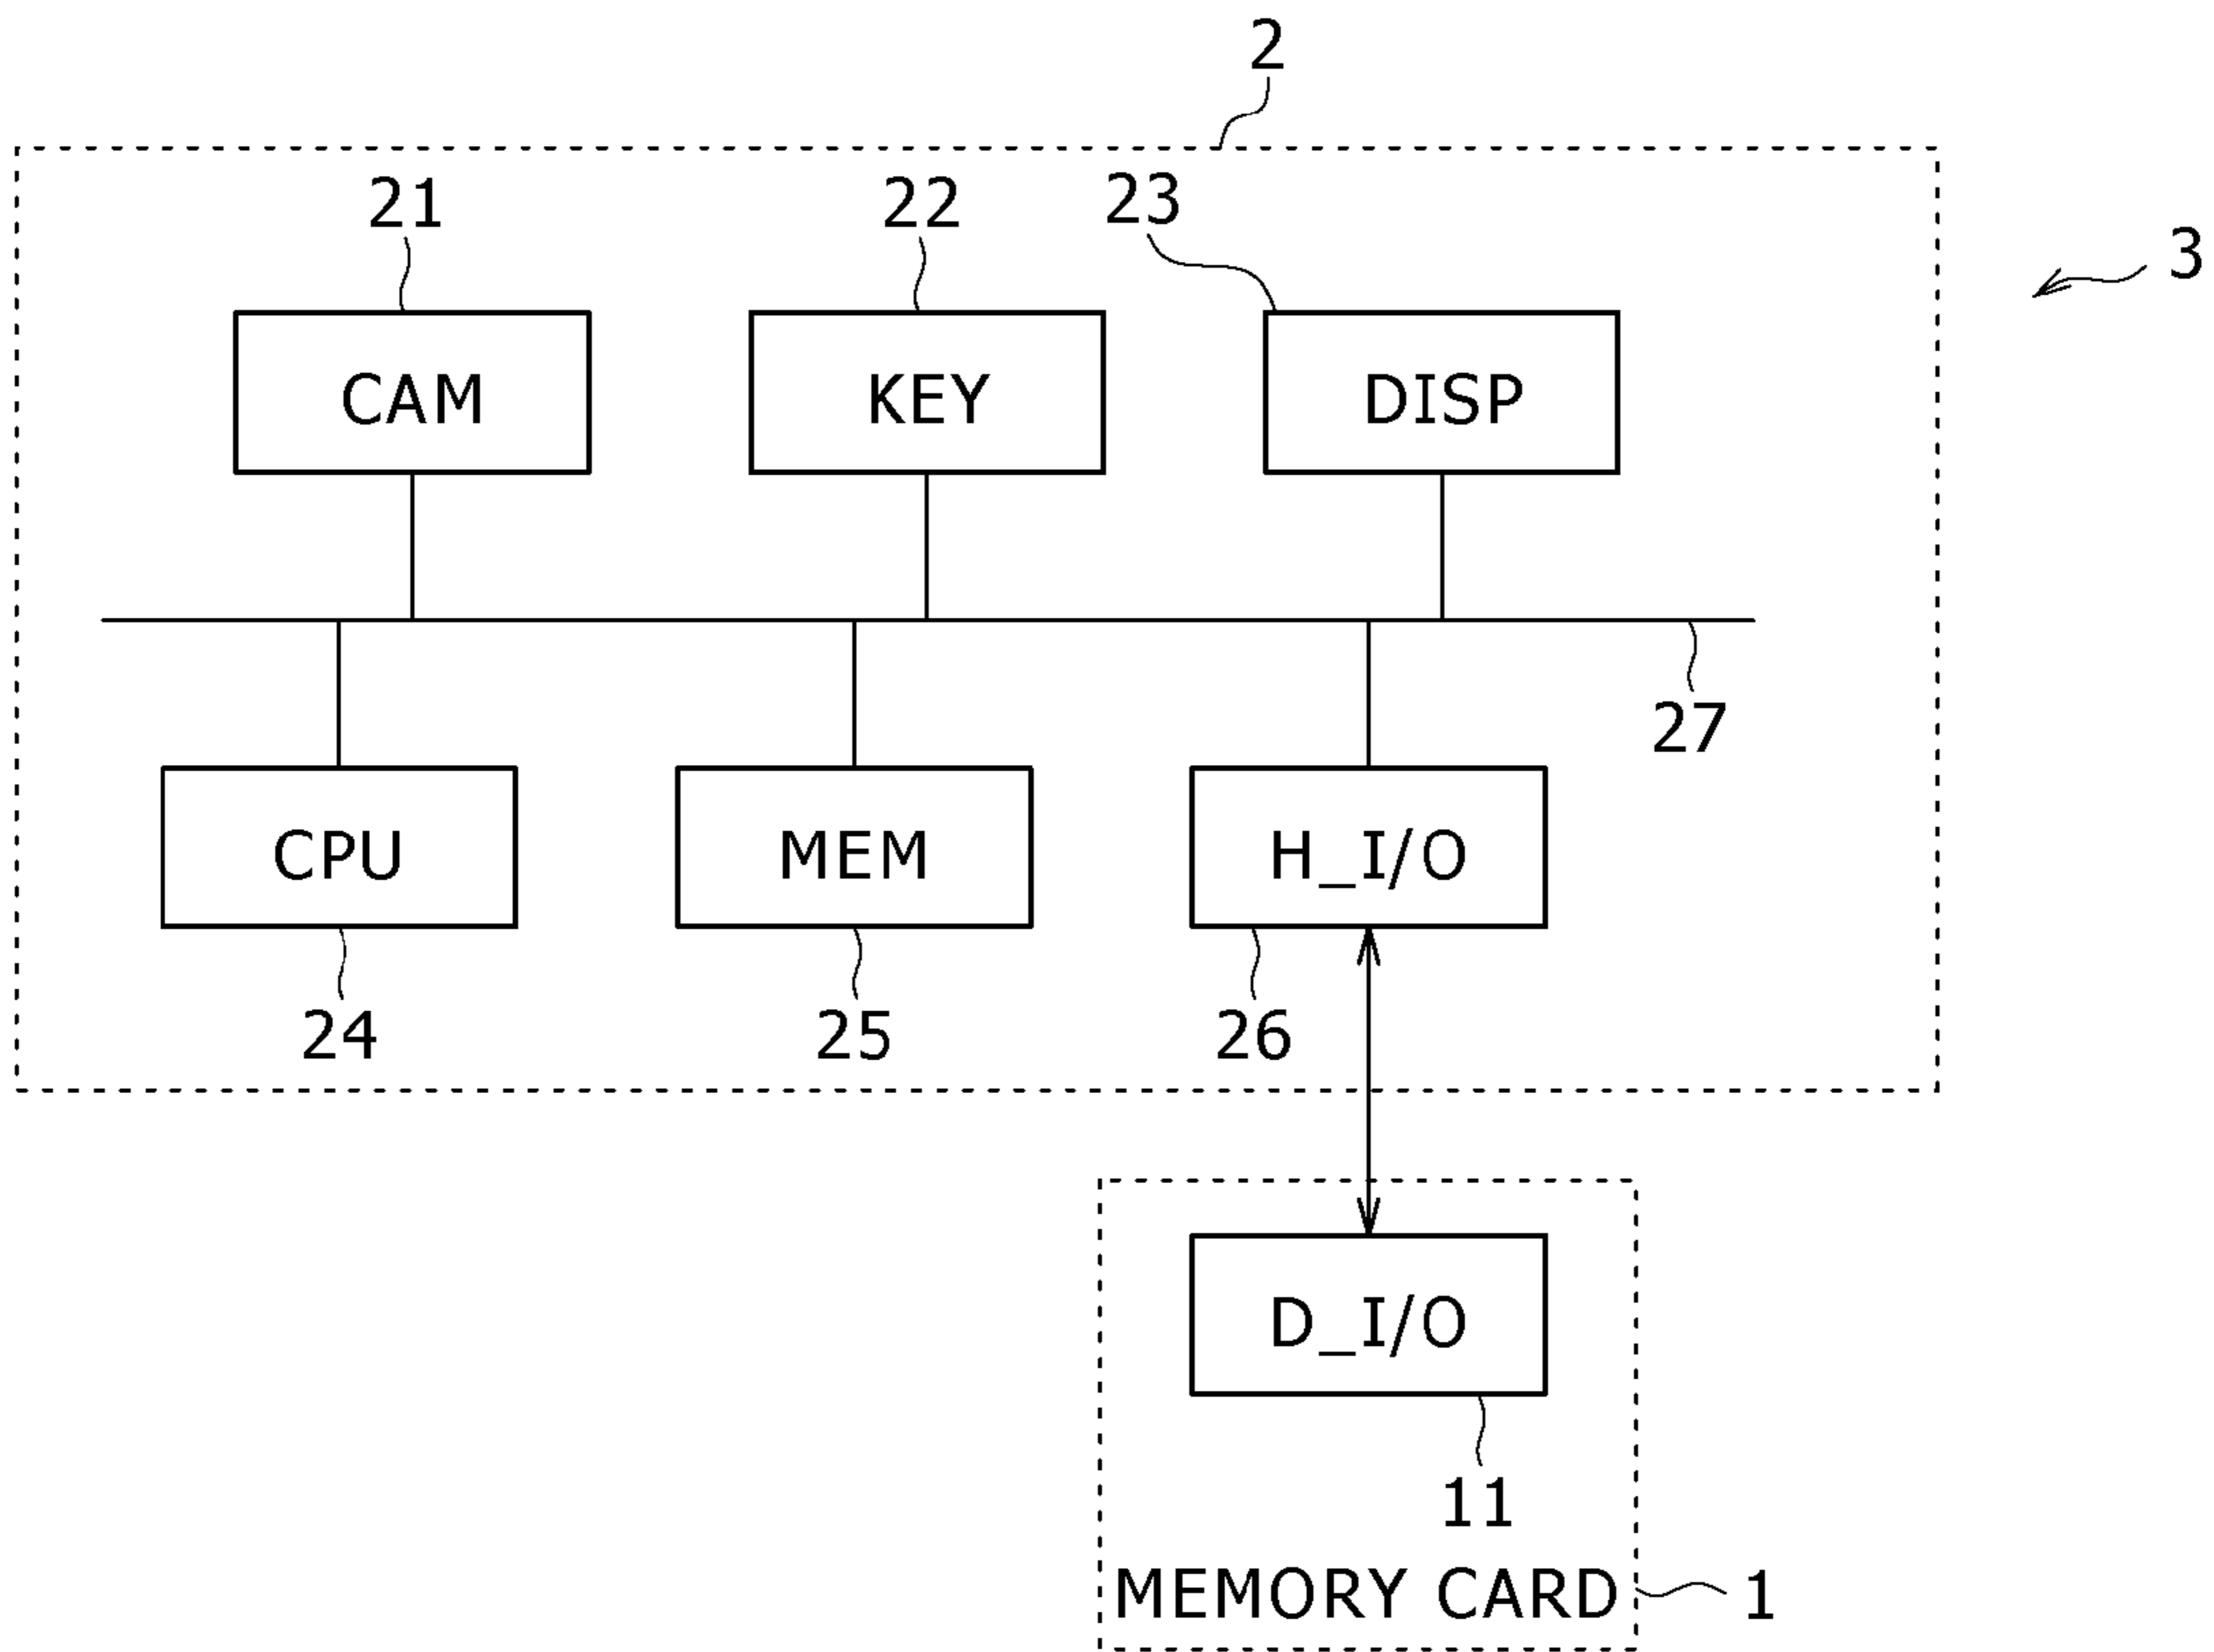 2
21 22 23
3
CAM KEY DISP
27
CPU MEM H_I/O
24 25 26
D_I/O
11
MEMORY CARD 1